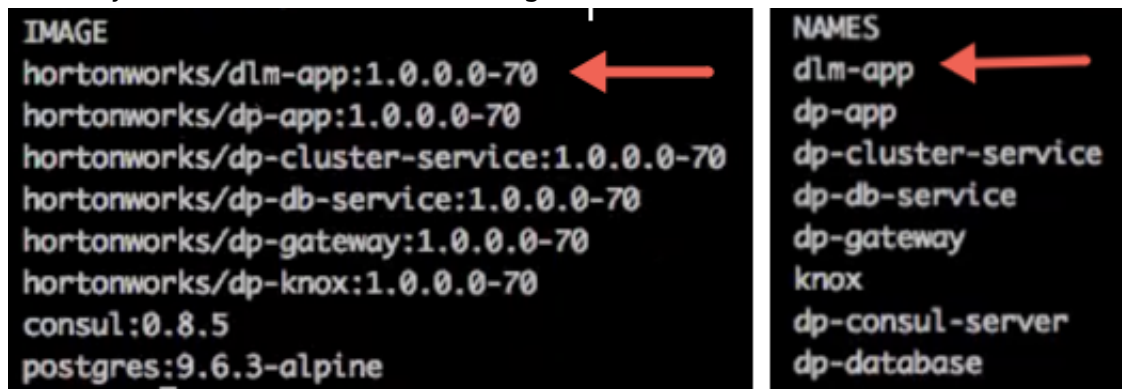 IMAGE
hortonworks/dlm-app:1.0.0.0-70
hortonworks/dp-app:1.0.0.0-70
hortonworks/dp-cluster-service:1.0.0.0-70
hortonworks/dp-db-service:1.0.0.0-70
hortonworks/dp-gateway:1.0.0.0-70
hortonworks/dp-knox:1.0.0.0-70
consul:0.8.5
postgres:9.6.3-alpine
NAMES
dlm-app
dp-app
dp-cluster-service
dp-db-service
dp-gateway
knox
dp-consul-server
dp-database